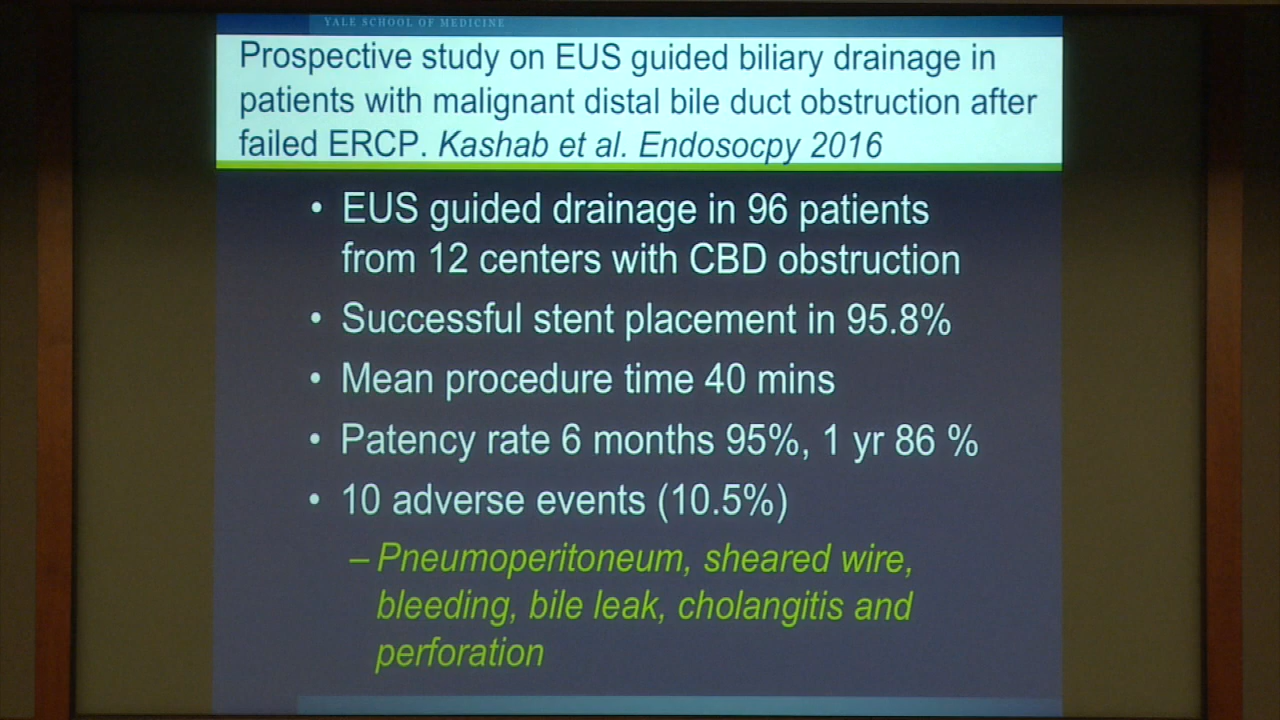 YALE SCHOOL OF MEDICINE
Prospective study on EUS guided biliary drainage in
patients with malignant distal bile duct obstruction after
failed ERCP. Kashab et al. Endosocpy 2016
• EUS guided drainage in 96 patients
from 12 centers with CBD obstruction
• Successful stent placement in 95.8%
• Mean procedure time 40 mins
• Patency rate 6 months 95%, 1 yr 86 %
• 10 adverse events (10.5%)
– Pneumoperitoneum, sheared wire,
bleeding, bile leak, cholangitis and
perforation